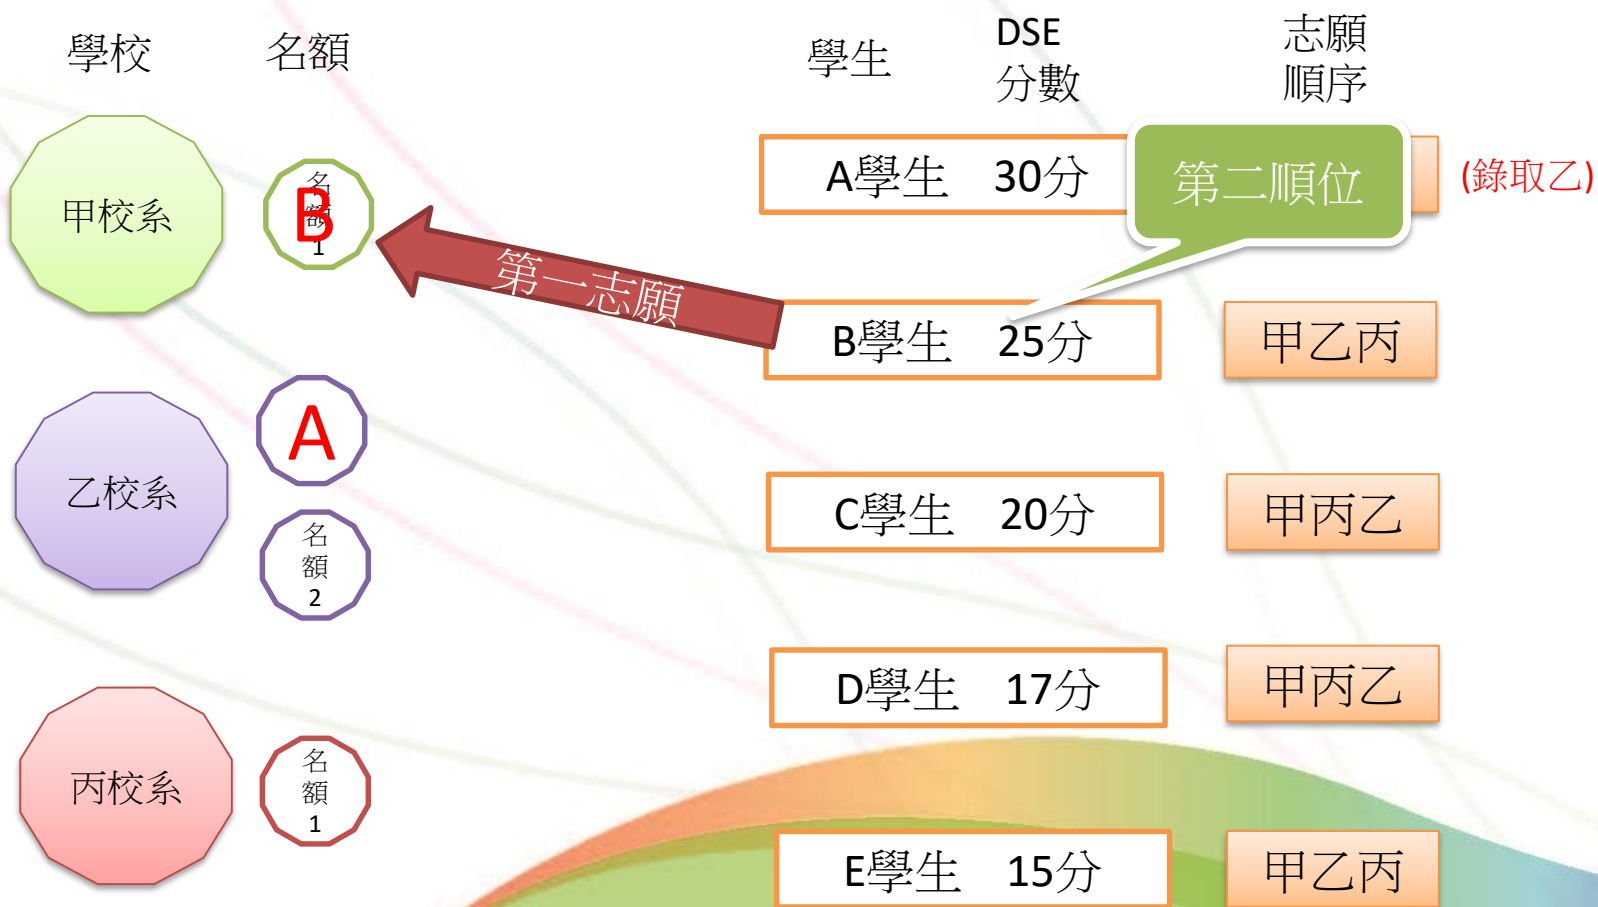 學校
名額
學生
DSE
分數
志願
順序
甲校系
名
額
1
B
第一志願
A學生 30分
第二順位
(錄取乙)
B學生 25分
甲乙丙
乙校系
A
名
額
2
C學生 20分
甲丙乙
D學生 17分
甲丙乙
丙校系
名
額
1
E學生 15分
甲乙丙